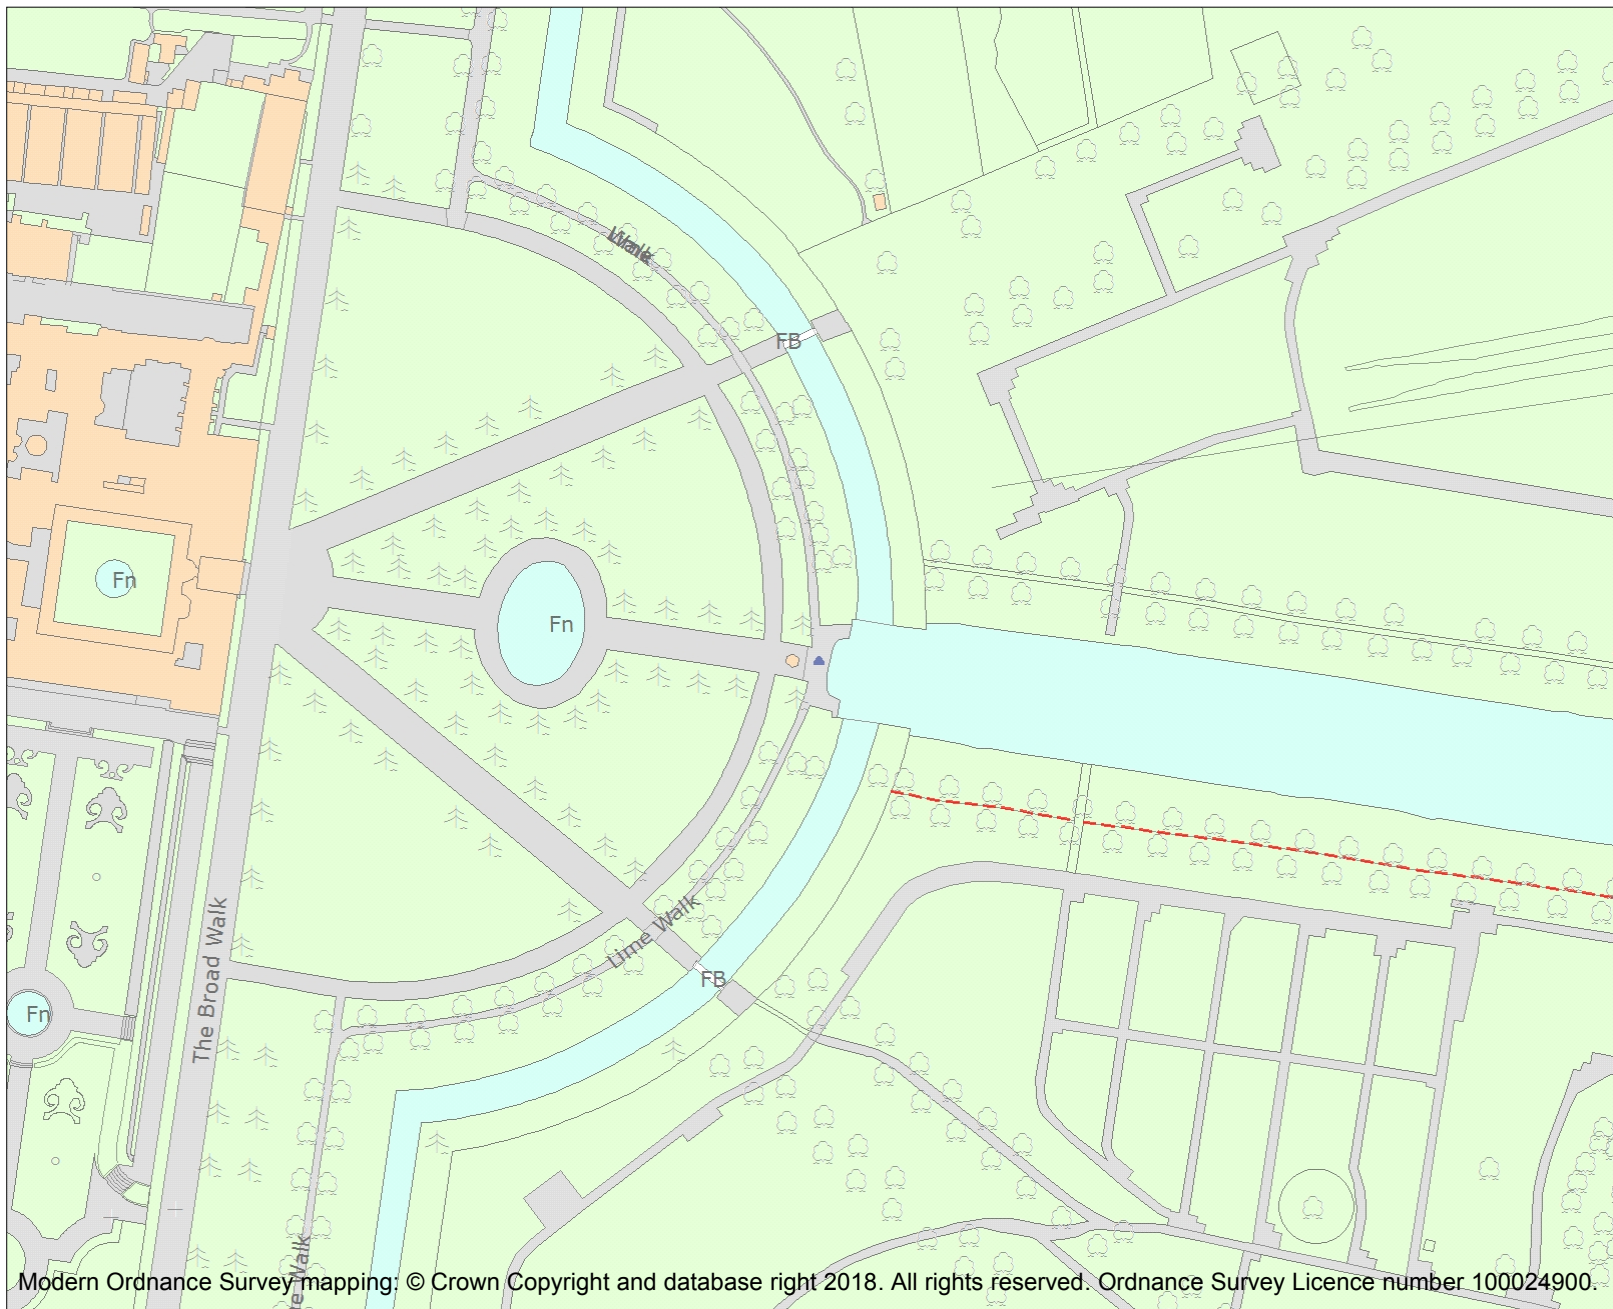 Walk
FB
Fn
Fn
Lime Walk
The Broad Walk
FB
Fn
e Walk
Modern Ordnance Survey mapping: © Crown Copyright and database right 2018. All rights reserved. Ordnance Survey Licence number 100024900.